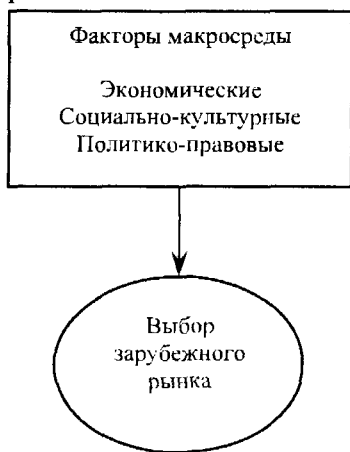 Факторы макросреды
Экономические
Социально-культурные
Политико-правовые
Выбор
зарубежного
рынка